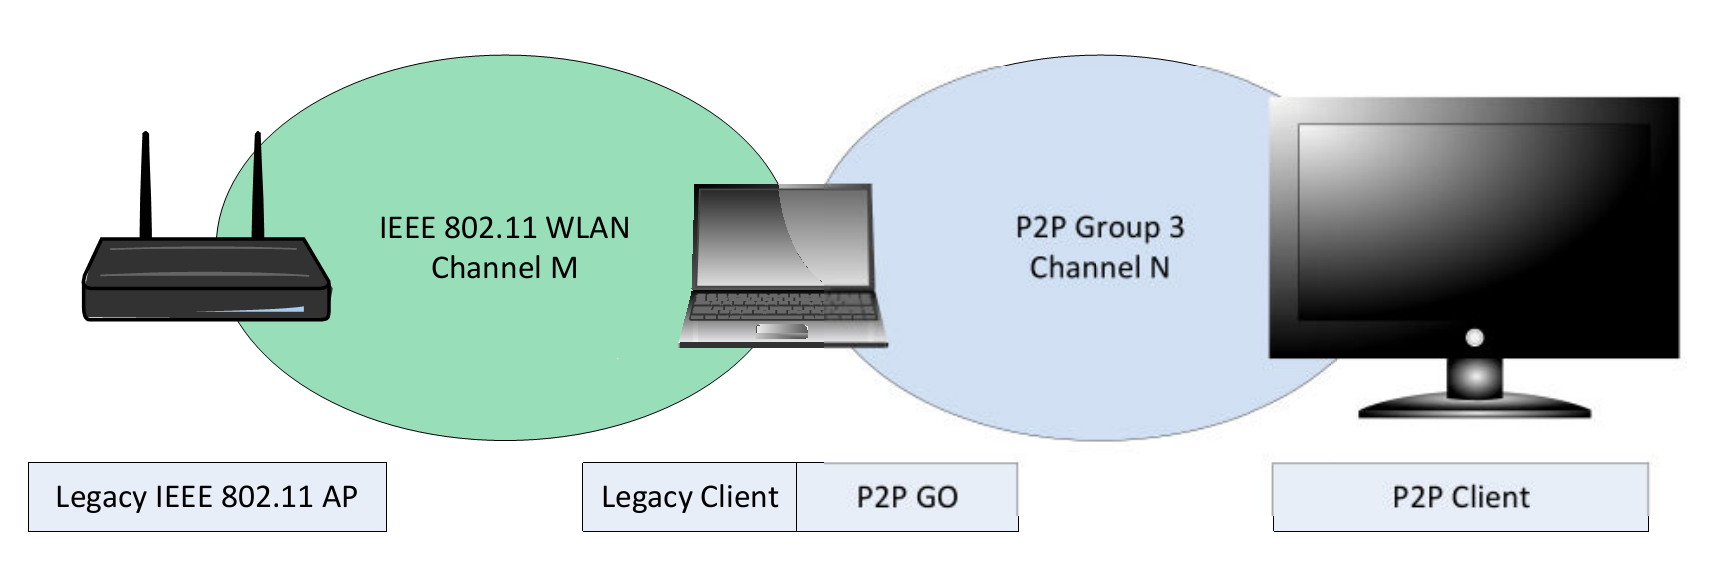 IEEE 802.11 WLAN
Channel M
P2P Group 3
Channel N
Legacy IEEE 802.11 AP
Legacy Client
P2P GO
P2P Client